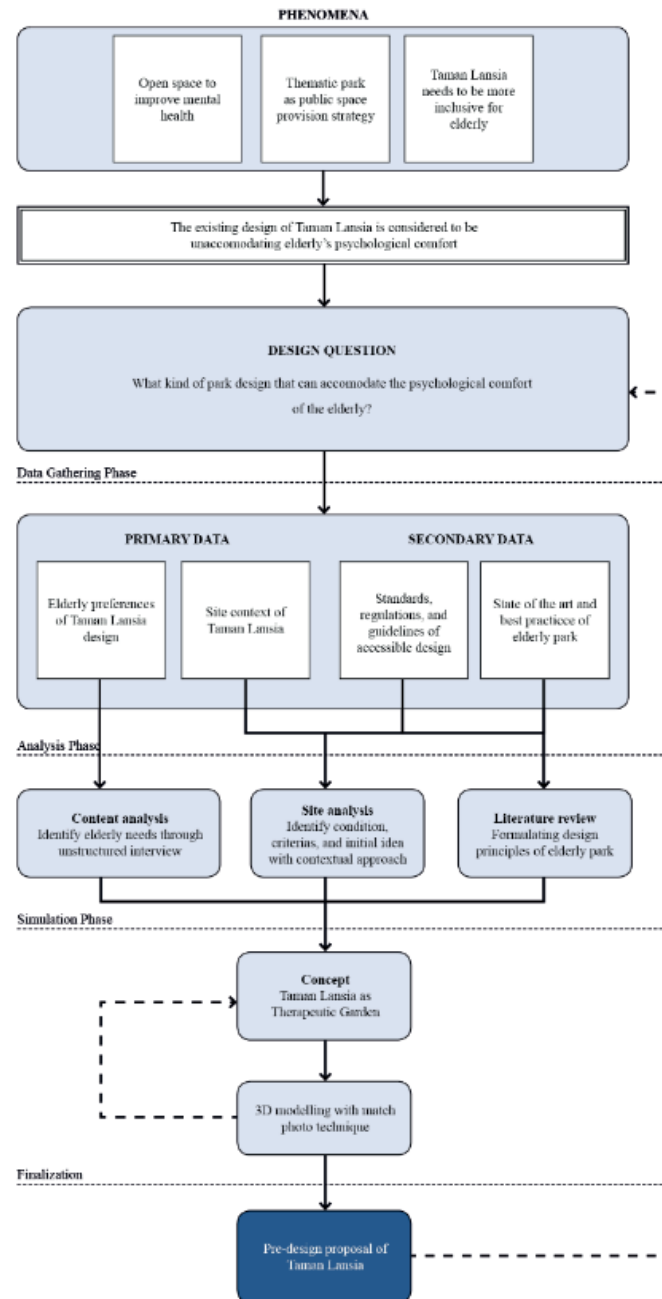 PHENOMENA
Open space to
improve mental
health
Thematic park
as public space
provision strategy
Taman Lansia
needs to be more
inclusive for
elderly
The existing design of Taman Lansia is considered to be
unaccomodating elderly's psychological comfort
DESIGN QUESTION
What kind of park design that can accomodate the psychological comfort
of the elderly?
Data Gathering Phase
PRIMARY DATA
SECONDARY DATA
Elderly preferences
of Taman Lansia
design
Site context of
Taman Lansia
Standards,
regulations, and
guidelines of
accessible design
State of the art and
best practicee of
elderly park
Analysis Phase
Content analysis
Identify elderly needs through
unstructured interview
Site analysis
Identify condition,
criterias, and initial idea
with contextual approach
Literature review
Formulating design
principles of elderly park
Simulation Phase
Concept
Taman Lansia as
Therapeutic Garden
3D modelling with match
photo technique
Finalization
Pre-design proposal of
Taman Lansia